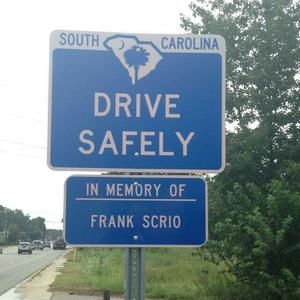 SOUTH CAROLINA
DRIVE
SAFELY
IN MEMORY OF
FRANK SCRIO